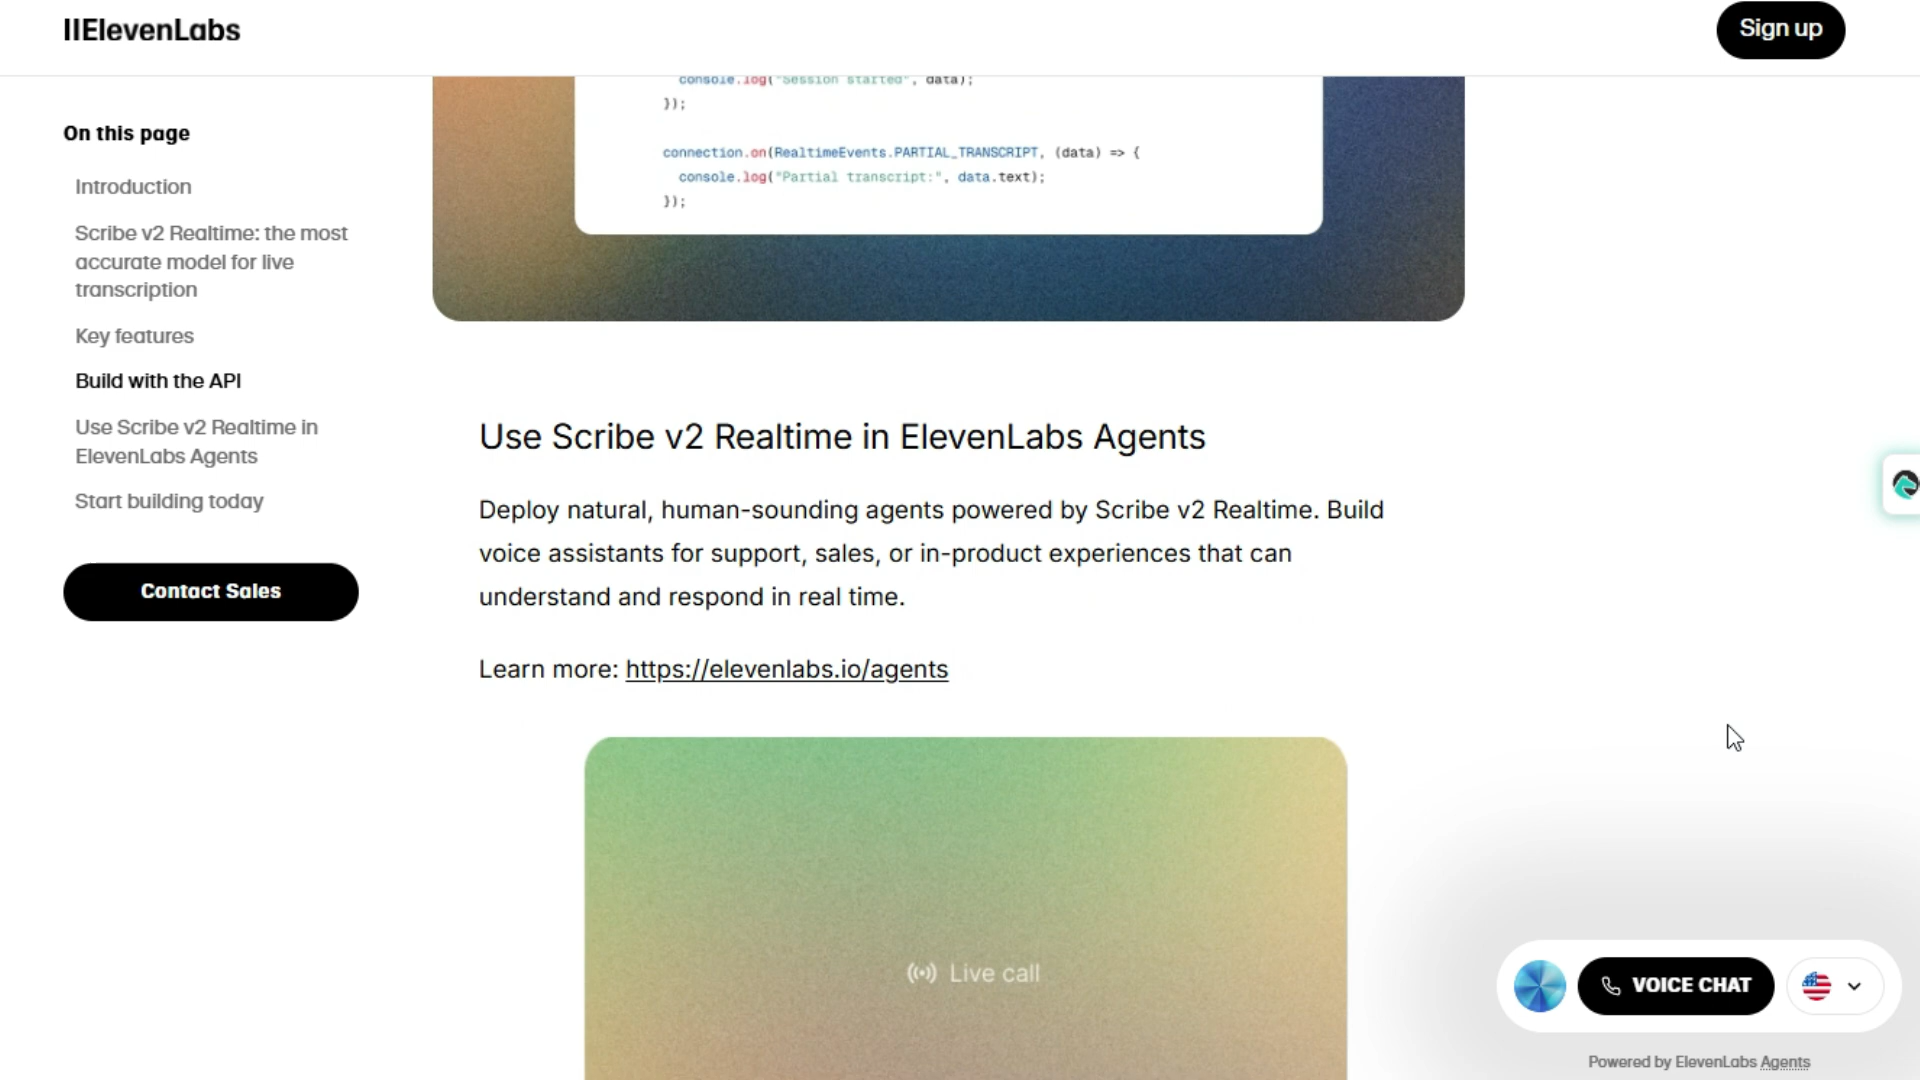 IIElevenLabs
Sign up
On this page
Introduction
Scribe v2 Realtime: the most
accurate model for live
transcription
Key features
Build with the API
Use Scribe v2 Realtime in
ElevenLabs Agents
Start building today
Contact Sales
console.log("Session started", data);
});
connection.on(RealtimeEvents.PARTIAL_TRANSCRIPT, (data) => {
console.log("Partial transcript:", data.text);
});
Use Scribe v2 Realtime in ElevenLabs Agents
Deploy natural, human-sounding agents powered by Scribe v2 Realtime. Build
voice assistants for support, sales, or in-product experiences that can
understand and respond in real time.
Learn more: https://elevenlabs.io/agents
Live call
VOICE CHAT
Powered by ElevenLabs Agents